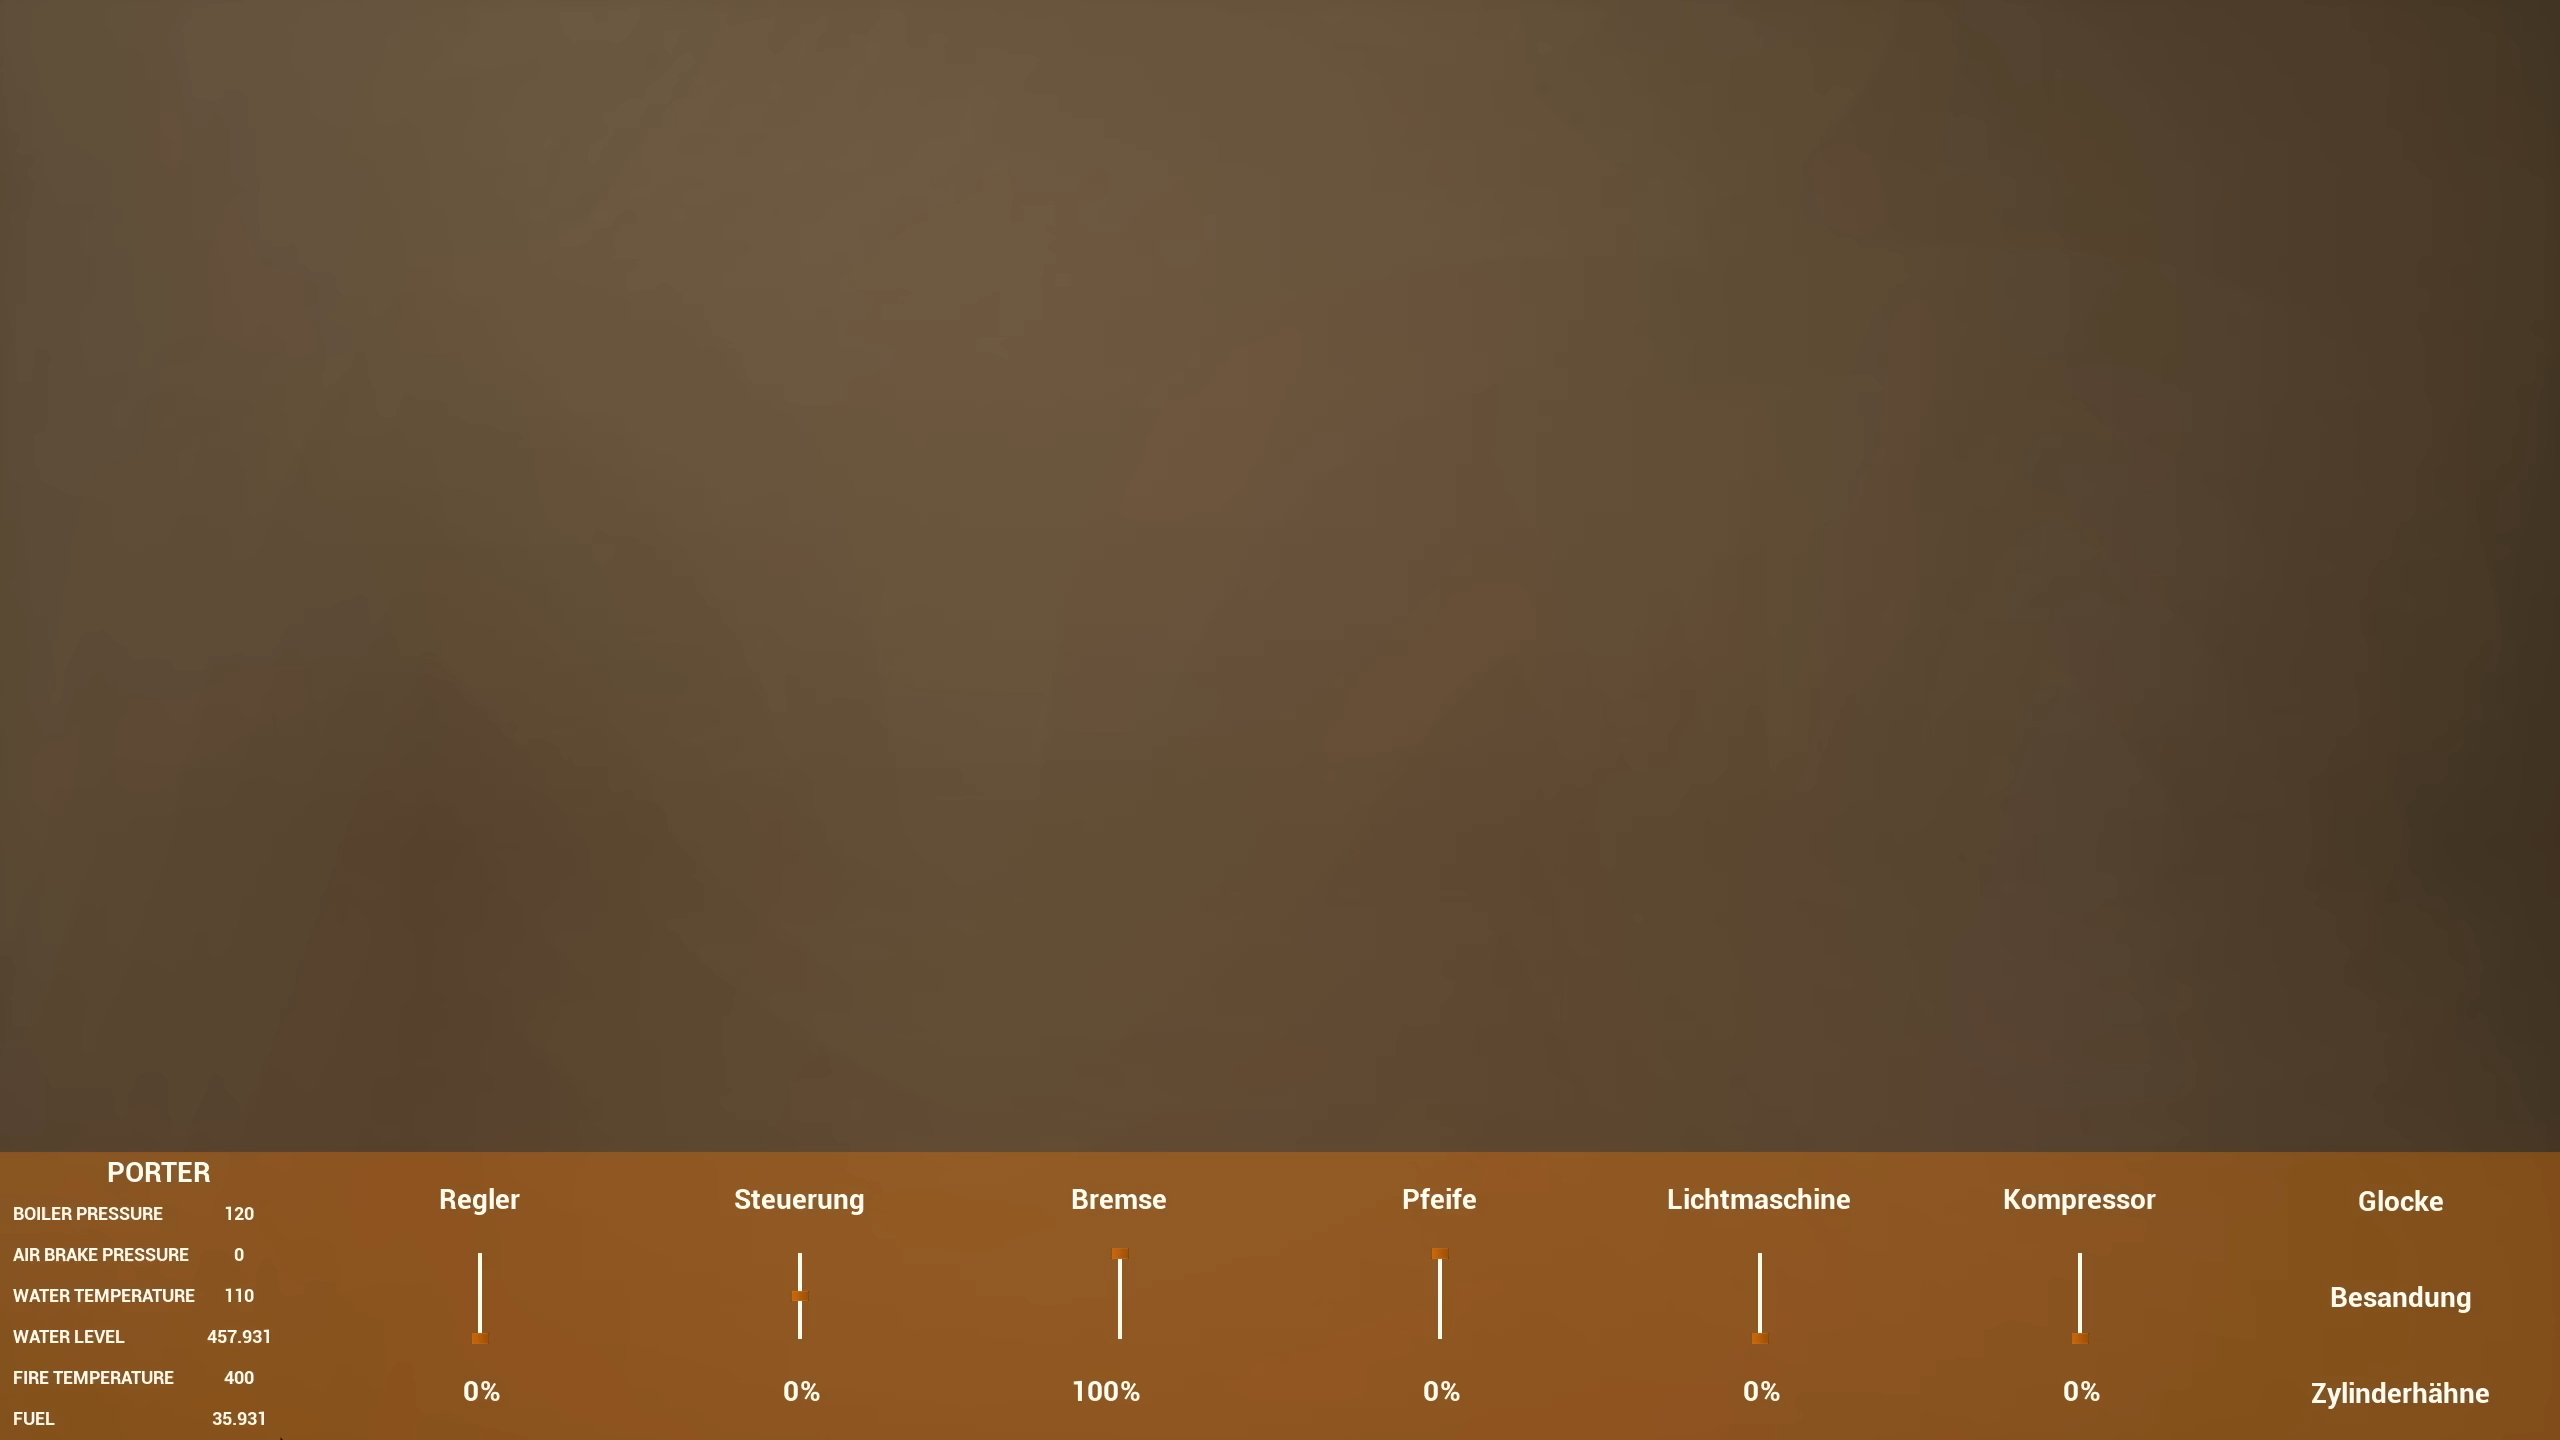 PORTER
BOILER PRESSURE 120
AIR BRAKE PRESSURE 0
WATER TEMPERATURE 110
WATER LEVEL 457.931
FIRE TEMPERATURE 400
FUEL 35.931
Regler
0%
Steuerung
0%
Bremse
100%
Pfeife
0%
Lichtmaschine
0%
Kompressor
0%
Glocke
Besandung
Zylinderhähne